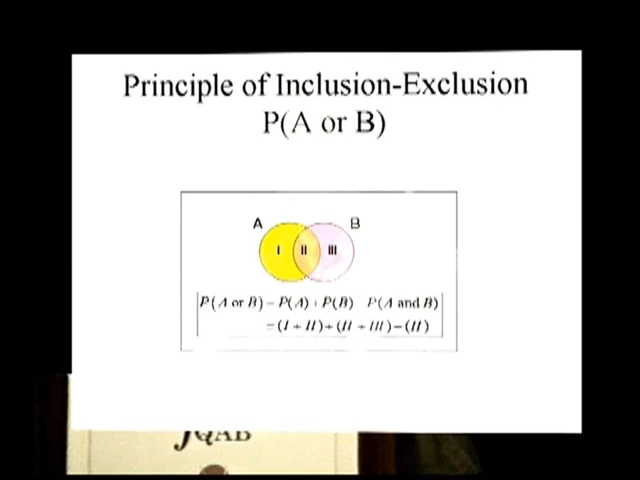 Principle of Inclusion-Exclusion
P(A or B)
A B
I II III
P(A or B) = P(A) + P(B) P(A and B)
= (I + II) + (II + III) − (II)